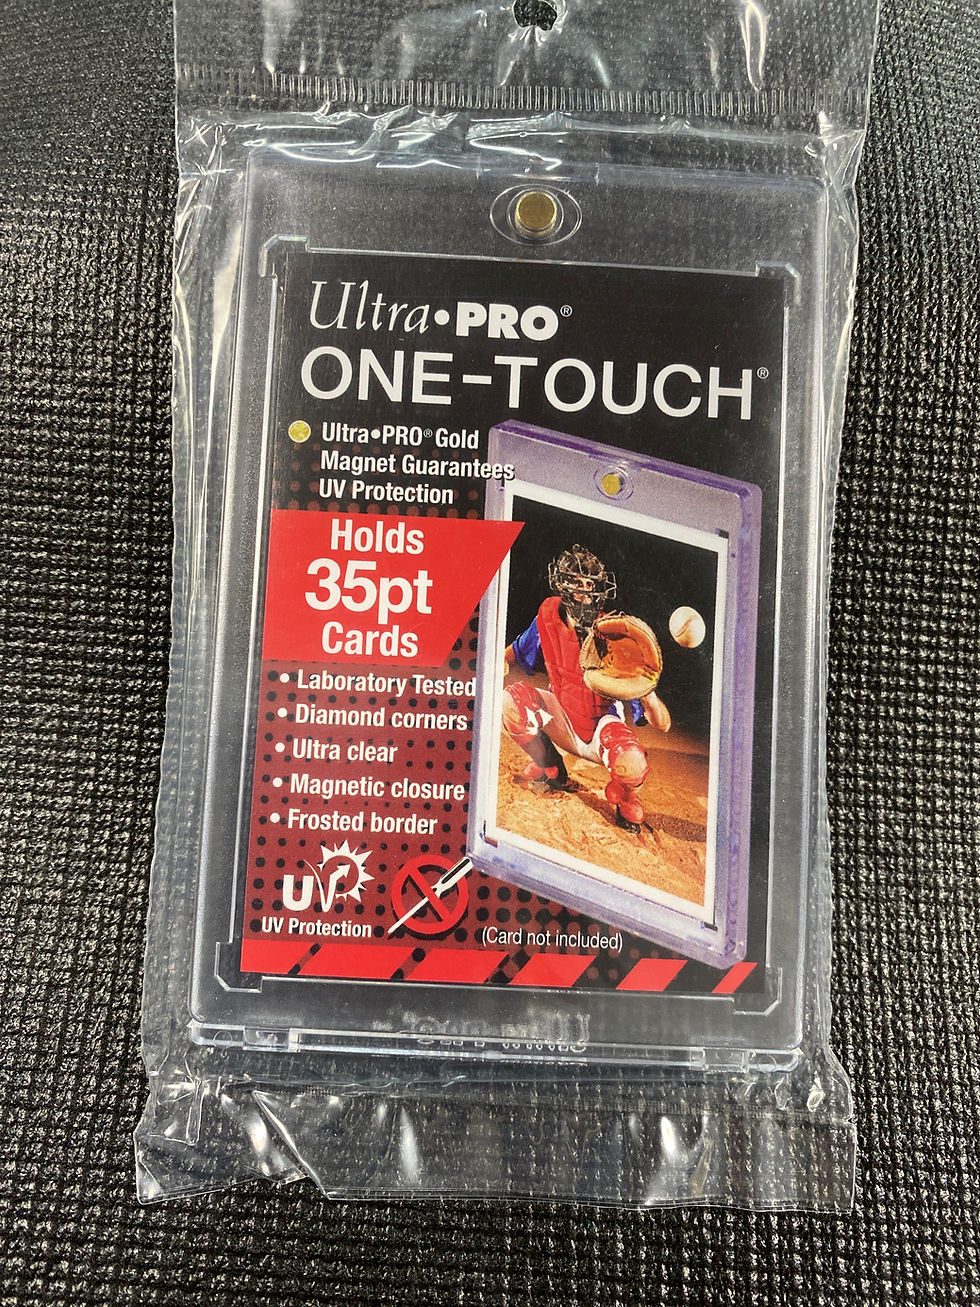 Ultra•PRO®
ONE-TOUCH®
Ultra•PRO® Gold
Magnet Guarantees
UV Protection
Holds
35pt
Cards
• Laboratory Tested
• Diamond corners
• Ultra clear
• Magnetic closure
• Frosted border
UV
UV Protection
(Card not included)